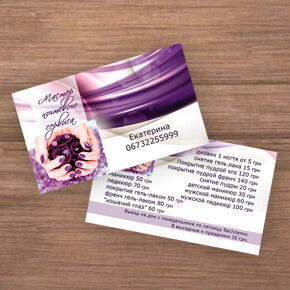 Мастер
ногтевого
сервиса
Екатерина
06732255999
дизайн 1 ногтя от 5 грн
снятие гель лака 15 грн
Покрытие пудрой sns 120 грн
покрытие пудрой 140 грн
снятие пудры 20 грн
детский маникюр 30 грн
мужской маникюр 60 грн
мужской педикюр 100 грн
маникюр 50 грн
педикюр 70 грн
покрытие гель-лаком 50 грн
френч гель-лаком 80 грн
"кошачий глаз" 60 грн
Выезд на дом с понедельника по пятницу бесплатно.
В выходные и праздники 30 грн.